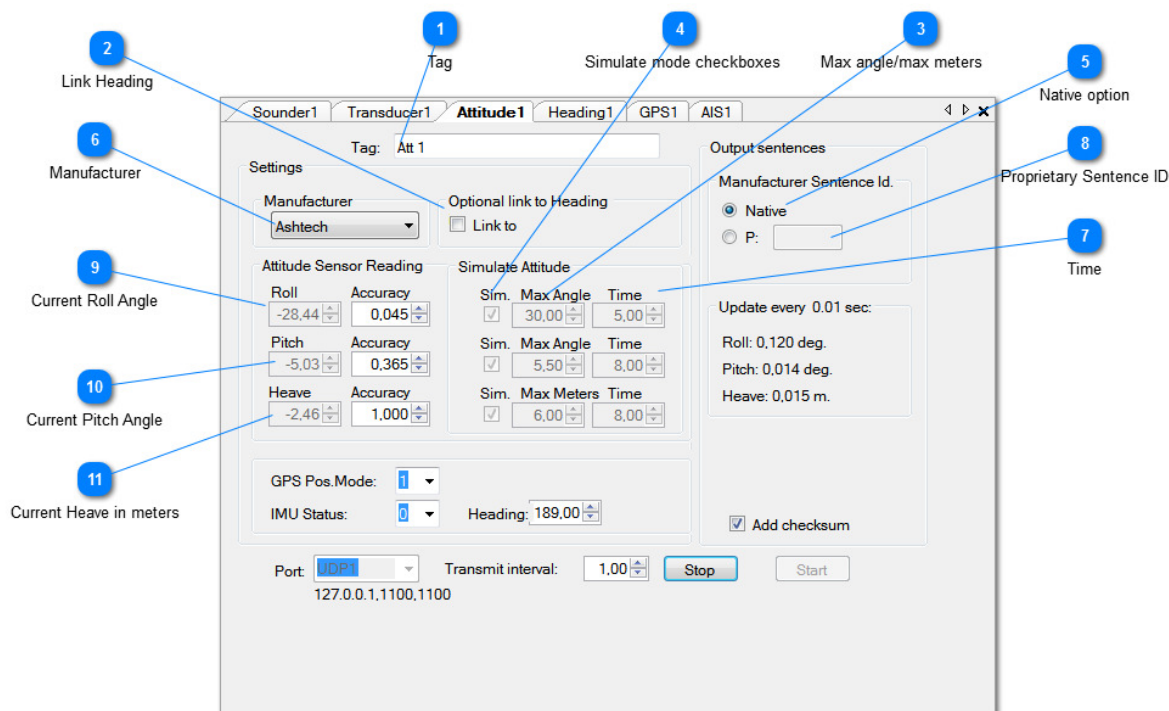 1
4
3
2
Tag
Simulate mode checkboxes
Max angle/max meters
5
Link Heading
Native option
Sounder1 Transducer1 Attitude1 Heading1 GPS1 AIS1
6
Tag: Att 1
Output sentences
8
Manufacturer
Settings
Manufacturer Sentence Id.
Proprietary Sentence ID
Manufacturer
Optional link to Heading
Native
Ashtech
Link to
P:
7
9
Attitude Sensor Reading
Simulate Attitude
Time
Current Roll Angle
Roll Accuracy
Sim. Max Angle Time
-28,44 0,045
30,00 5,00
Update every 0.01 sec:
Pitch Accuracy
Sim. Max Angle Time
Roll: 0,120 deg.
-5,03 0,365
5,50 8,00
Pitch: 0,014 deg.
10
Heave Accuracy
Sim. Max Meters Time
Heave: 0,015 m.
Current Pitch Angle
-2,46 1,000
6,00 8,00
11
GPS Pos.Mode: 1
Current Heave in meters
IMU Status: 0
Heading: 189,00
Add checksum
Port: UDP1
Transmit interval: 1,00
Stop
Start
127.0.0.1,1100,1100